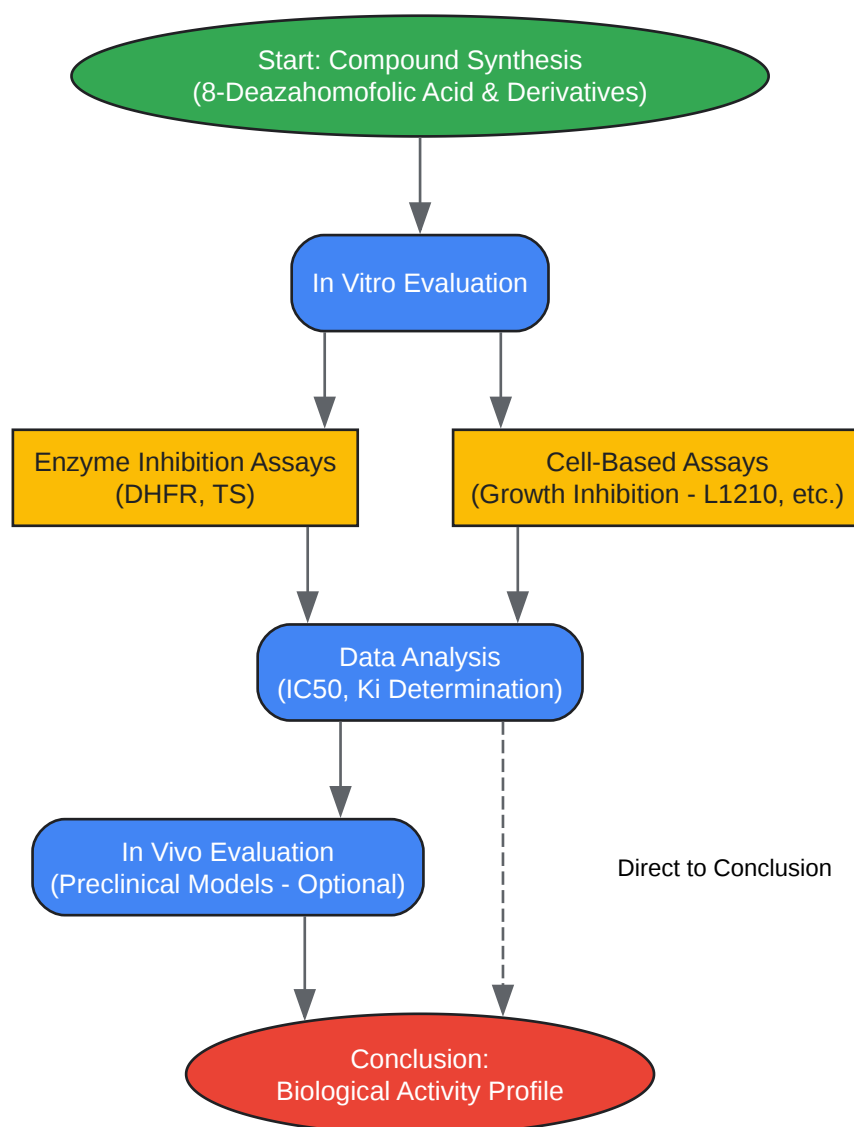 Start: Compound Synthesis
(8-Deazahomofolic Acid & Derivatives)
In Vitro Evaluation
Enzyme Inhibition Assays
(DHFR, TS)
Cell-Based Assays
(Growth Inhibition - L1210, etc.)
Data Analysis
(IC50, Ki Determination)
In Vivo Evaluation
(Preclinical Models - Optional)
Direct to Conclusion
Conclusion:
Biological Activity Profile